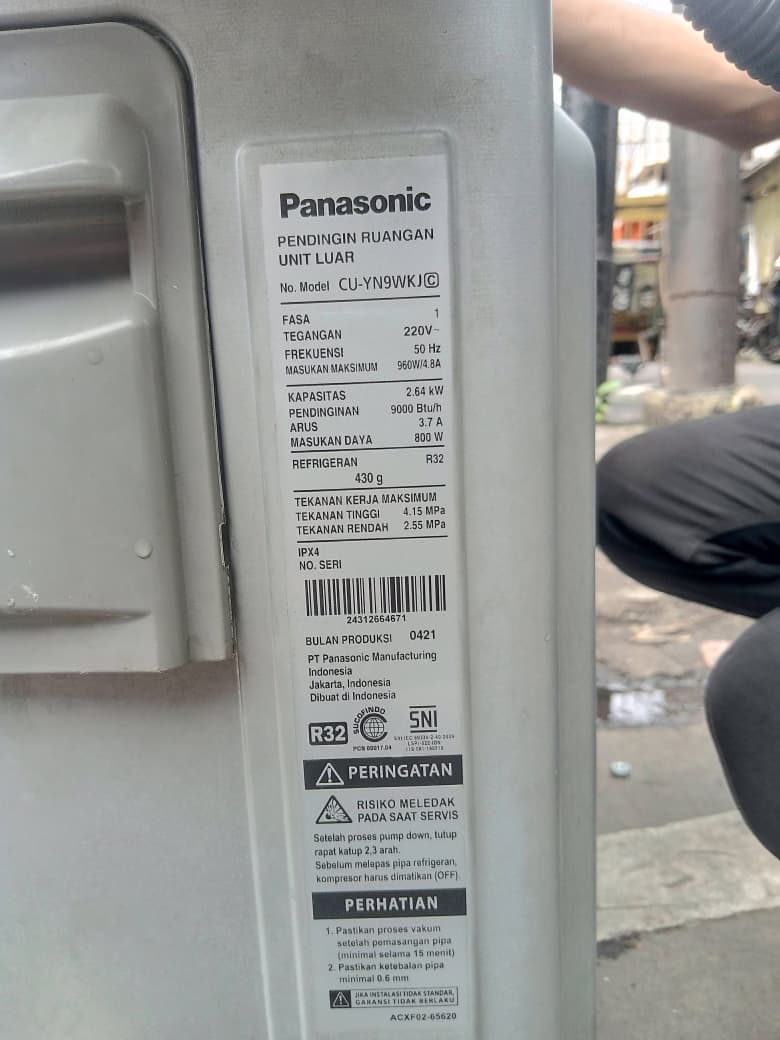 Panasonic
PENDINGIN RUANGAN
UNIT LUAR
No. Model CU-YN9WKJ Ⓒ
FASA 1
TEGANGAN 220V~
FREKUENSI 50 Hz
MASUKAN MAKSIMUM 960W/4.8A
KAPASITAS 2.64 kW
PENDINGINAN 9000 Btu/h
ARUS 3.7 A
MASUKAN DAYA 800 W
REFRIGERAN R32
430 g
TEKANAN KERJA MAKSIMUM
TEKANAN TINGGI 4.15 MPa
TEKANAN RENDAH 2.55 MPa
IPX4
NO. SERI
24312664671
BULAN PRODUKSI 0421
PT Panasonic Manufacturing
Indonesia
Jakarta, Indonesia
Dibuat di Indonesia
R32 SUCOFINDO SNI
PCS 00017.04
PERINGATAN
RISIKO MELEDAK
PADA SAAT SERVIS
Setelah proses pump down, tutup
rapat katup 2,3 arah.
Sebelum melepas pipa refrigeran,
kompresor harus dimatikan (OFF).
PERHATIAN
1. Pastikan proses vakum
setelah pemasangan pipa
(minimal selama 15 menit)
2. Pastikan ketebalan pipa
minimal 0.6 mm
JIKA INSTALASI TIDAK STANDAR,
GARANSI TIDAK BERLAKU
ACXF02-65620